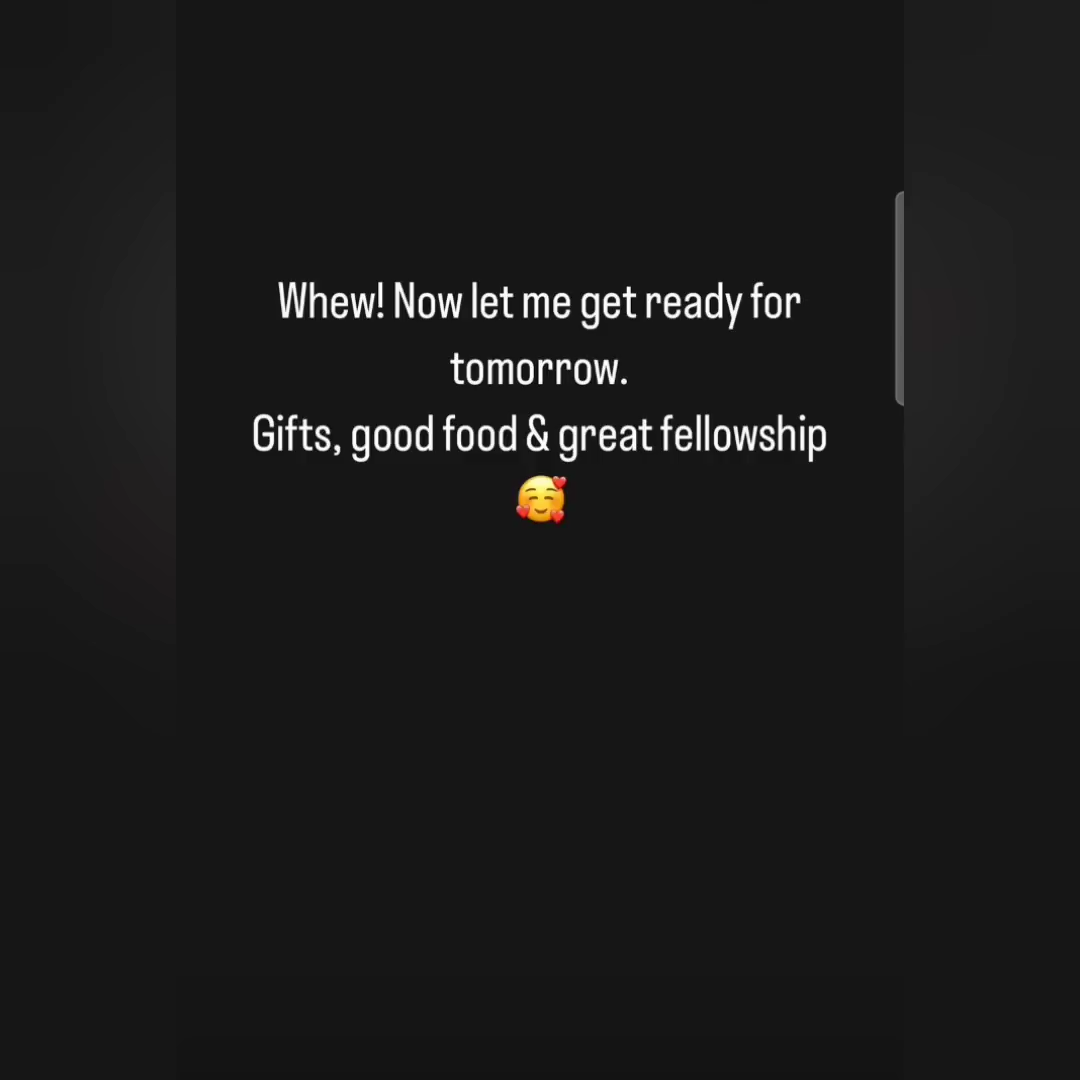 Whew! Now let me get ready for
tomorrow.
Gifts, good food & great fellowship
🥰